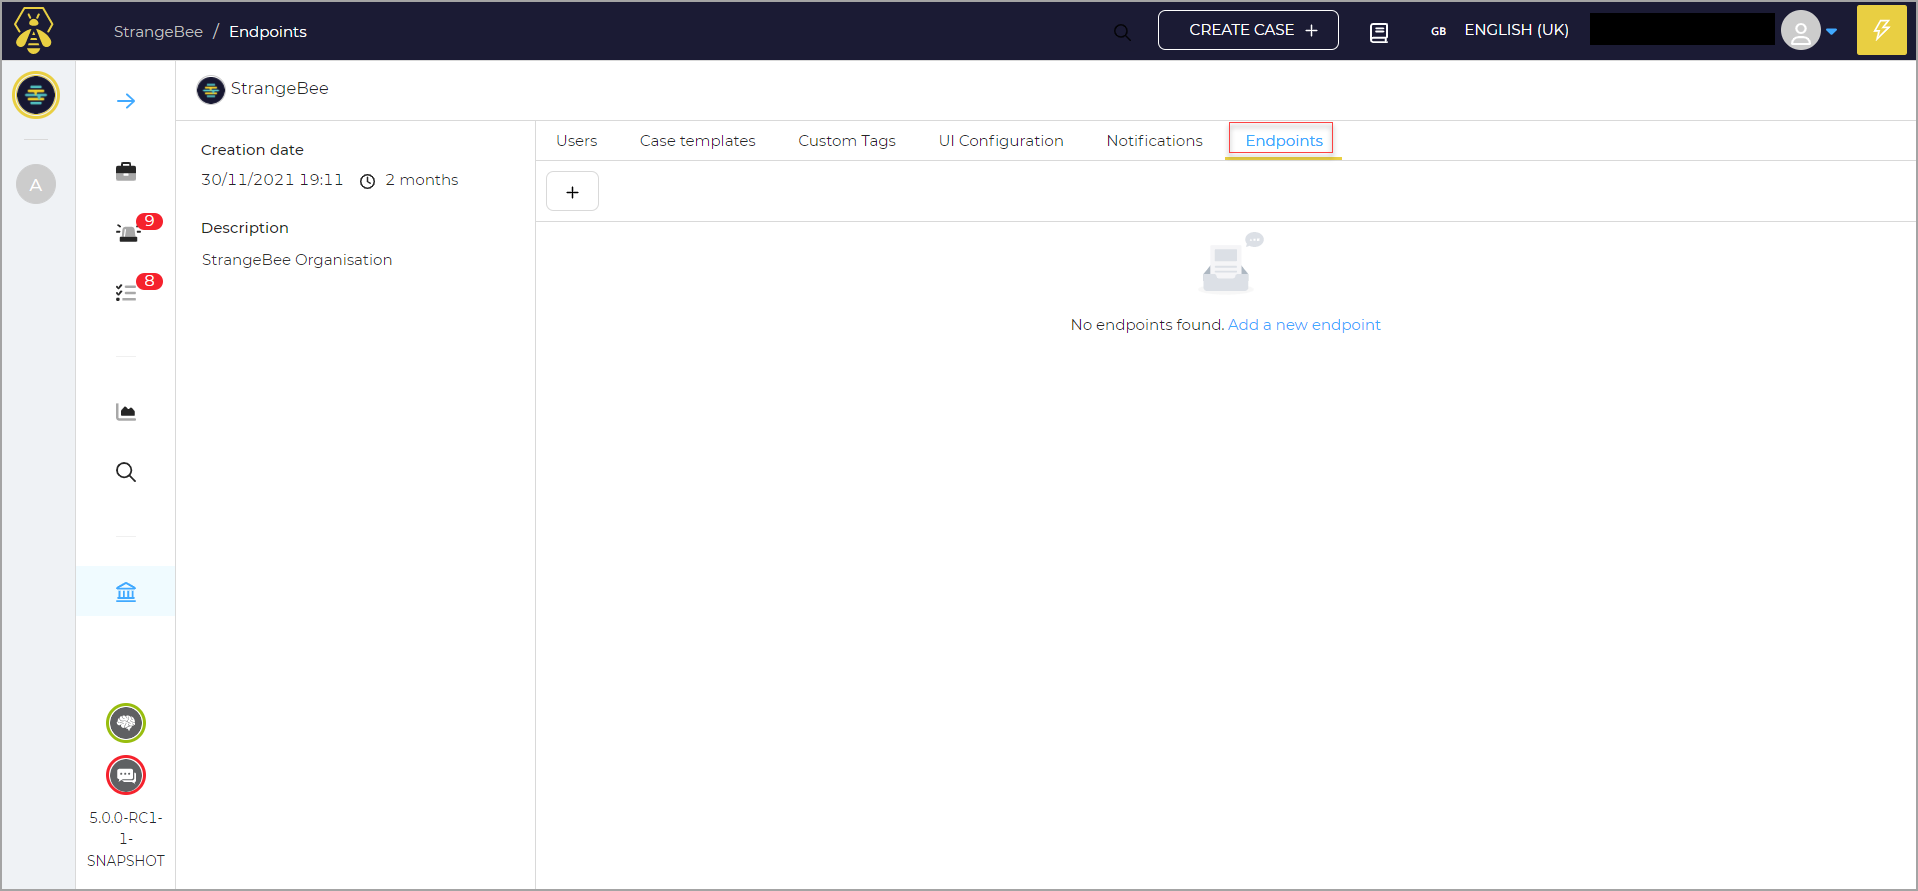 StrangeBee / Endpoints
CREATE CASE +
GB ENGLISH (UK)
A
9
8
5.0.0-RC1-
1-
SNAPSHOT
StrangeBee
Creation date
30/11/2021 19:11 2 months
Description
StrangeBee Organisation
Users Case templates Custom Tags UI Configuration Notifications Endpoints
+
No endpoints found. Add a new endpoint